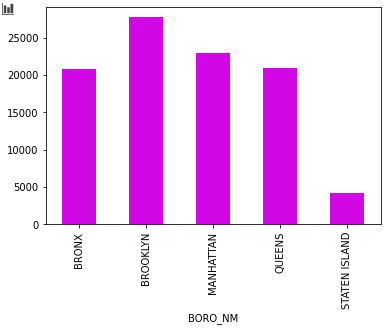 25000
20000
15000
10000
5000
0
BRONX
BROOKLYN
MANHATTAN
QUEENS
STATEN ISLAND
BORO_NM